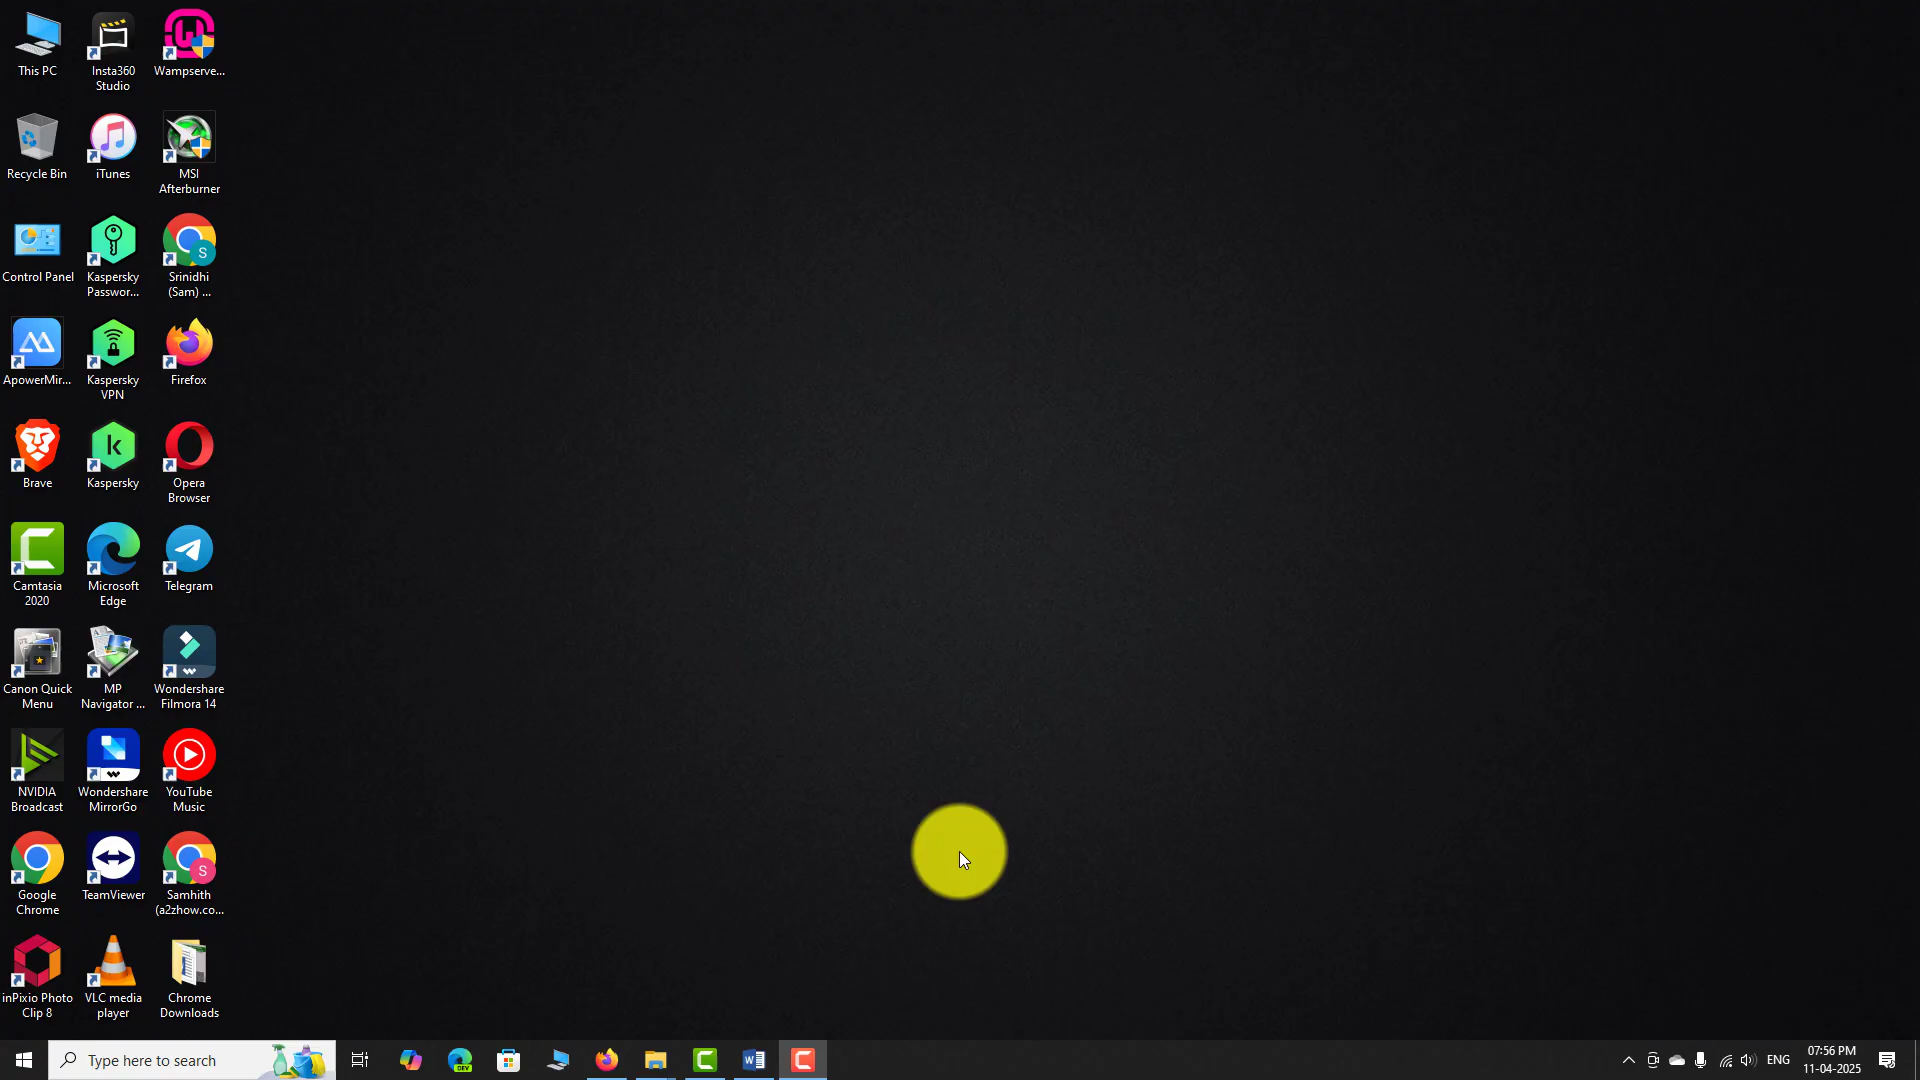 This PC
Insta360
Studio
Wampserve...
Recycle Bin
iTunes
MSI
Afterburner
Control Panel
Kaspersky
Passwor...
Srinidhi
(Sam) ...
ApowerMir...
Kaspersky
VPN
Firefox
Brave
Kaspersky
Opera
Browser
Camtasia
2020
Microsoft
Edge
Telegram
Canon Quick
Menu
MP
Navigator ...
Wondershare
Filmora 14
NVIDIA
Broadcast
Wondershare
MirrorGo
YouTube
Music
Google
Chrome
TeamViewer
Samhith
(a2zhow.co...
inPixio Photo
Clip 8
VLC media
player
Chrome
Downloads
Type here to search
DEV
ENG
07:56 PM
11-04-2025